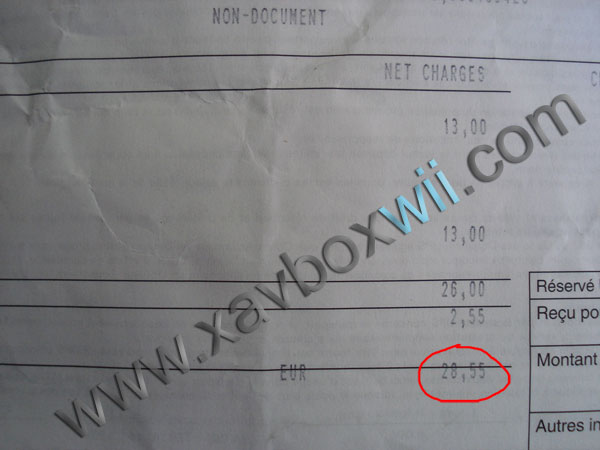 NON-DOCUMENT
NET CHARGES
13,00
www.xavboxwii.com
13,00
26,00
Réservé
2,55
Reçu po
EUR 28,55
Montant
Autres in